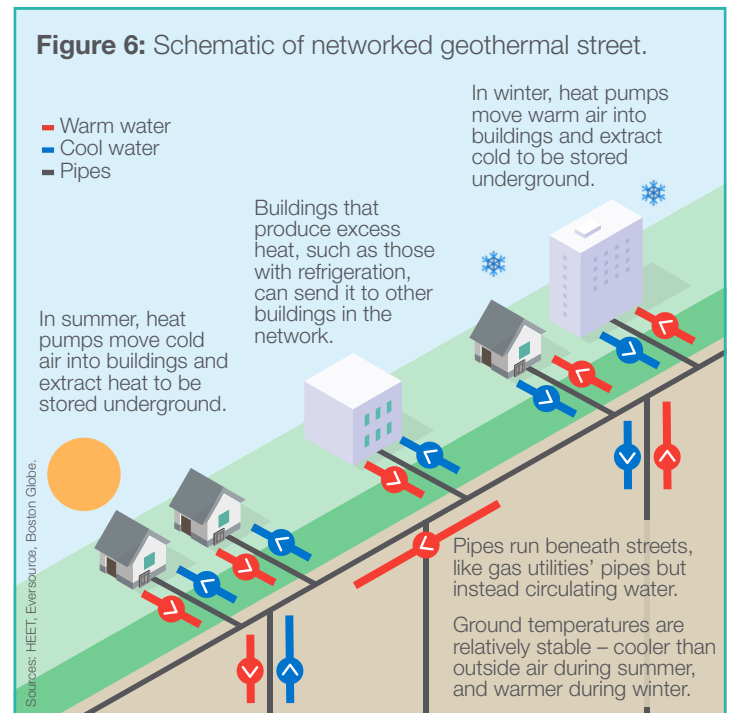 Figure 6: Schematic of networked geothermal street.
Warm water
Cool water
Pipes
In winter, heat pumps
move warm air into
buildings and extract
cold to be stored
underground.
Buildings that
produce excess
heat, such as those
with refrigeration,
can send it to other
buildings in the
network.
In summer, heat
pumps move cold
air into buildings and
extract heat to be
stored underground.
Pipes run beneath streets,
like gas utilities’ pipes but
instead circulating water.
Ground temperatures are
relatively stable – cooler than
outside air during summer,
and warmer during winter.
Sources: HEET, Eversource, Boston Globe.